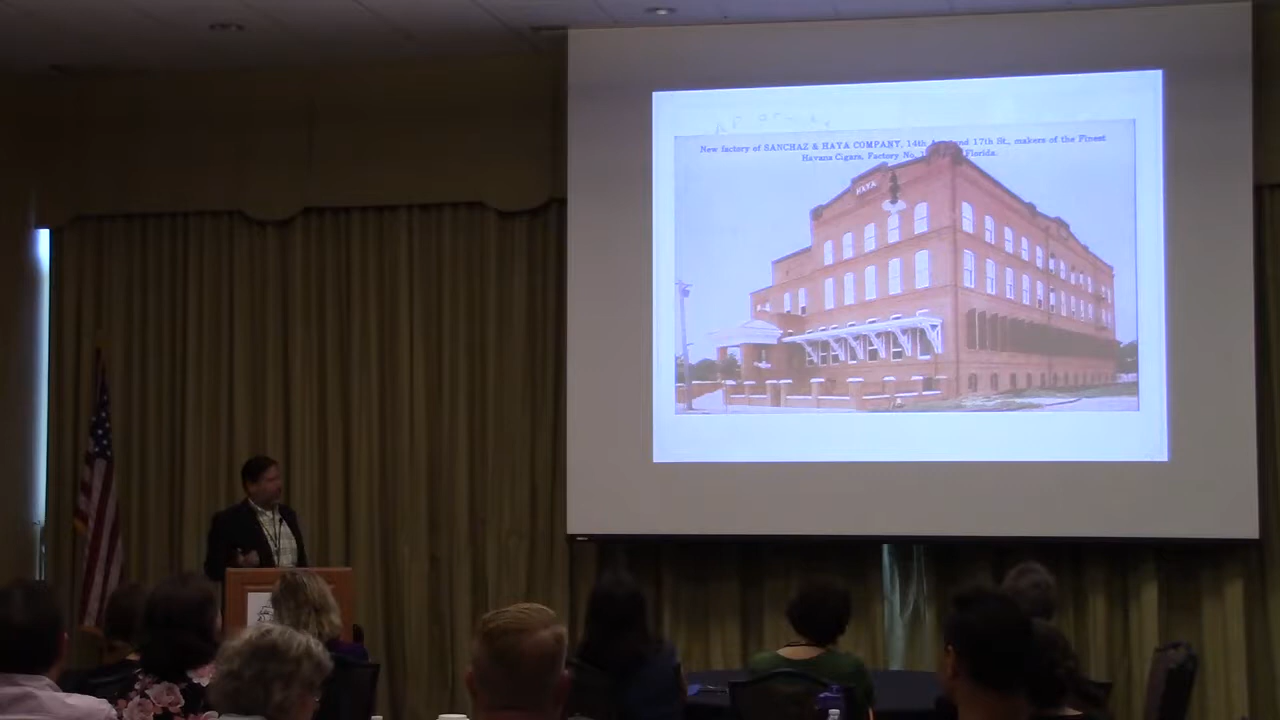 New factory of SANCHAZ & HAYA COMPANY, 14th and 17th St., makers of the Finest
Havana Cigars, Factory No. Florida.
HAYA